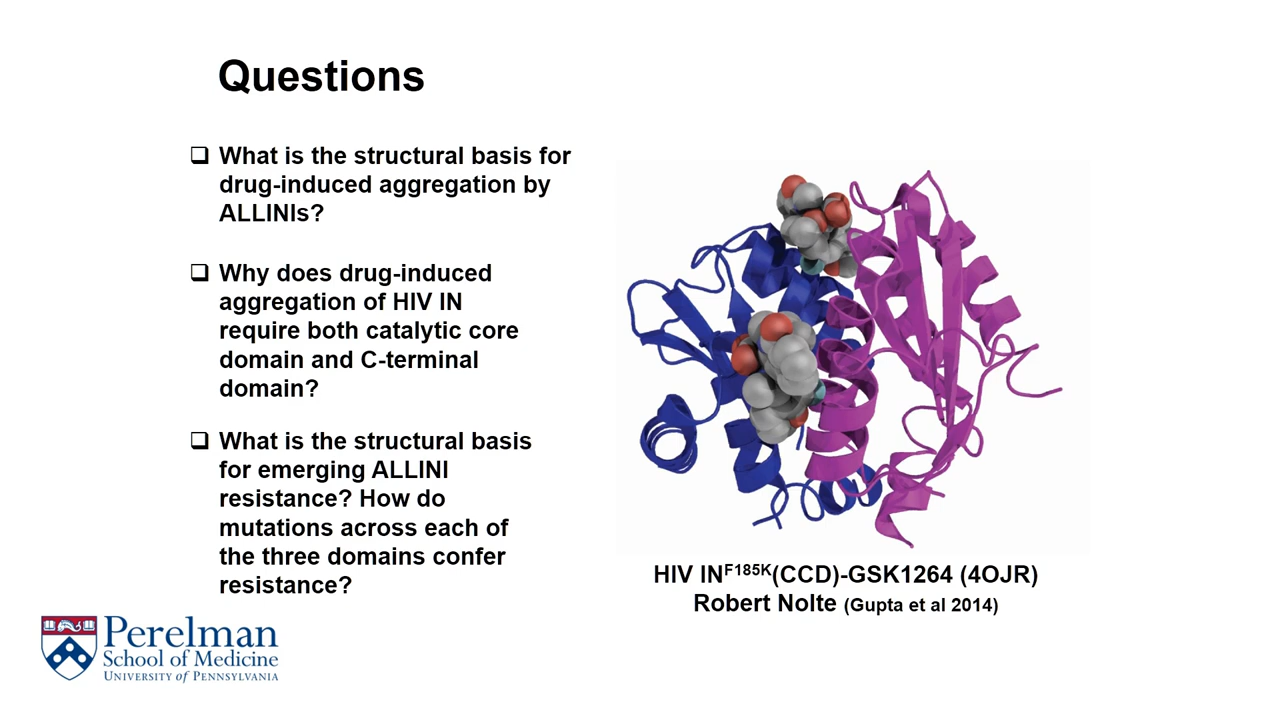 Questions
❑ What is the structural basis for
drug-induced aggregation by
ALLINIs?
❑ Why does drug-induced
aggregation of HIV IN
require both catalytic core
domain and C-terminal
domain?
❑ What is the structural basis
for emerging ALLINI
resistance? How do
mutations across each of
the three domains confer
resistance?
HIV INF185K(CCD)-GSK1264 (4OJR)
Robert Nolte (Gupta et al 2014)
Perelman
School of Medicine
University of Pennsylvania